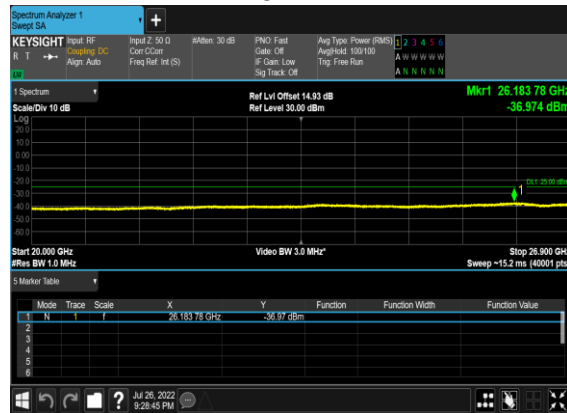 Spectrum Analyzer 1
Swept SA
+
KEYSIGHT Input: RF Input Z: 50 Ω #Atten: 30 dB PNO: Fast Avg Type: Power (RMS) 1 2 3 4 5 6
R T Coupling: DC Corr CCorr Gate: Off Avg|Hold: 100/100 A W W W W W
Align: Auto Freq Ref: Int (S) IF Gain: Low Trig: Free Run
LW Sig Track: Off A N N N N N
1 Spectrum Ref Lvl Offset 14.93 dB Mkr1 26.183 78 GHz
Scale/Div 10 dB Ref Level 30.00 dBm -36.974 dBm
Log
20.0
10.0
0.00
-10.0
-20.0
DL1 -25.00 dBm
1
-30.0
-40.0
-50.0
-60.0
Start 20.000 GHz Video BW 3.0 MHz* Stop 26.900 GHz
#Res BW 1.0 MHz Sweep ~15.2 ms (40001 pts)
5 Marker Table
Mode Trace Scale X Y Function Function Width Function Value
1 N 1 f 26.183 78 GHz -36.97 dBm
2
3
4
5
6
? Jul 26, 2022
9:28:45 PM